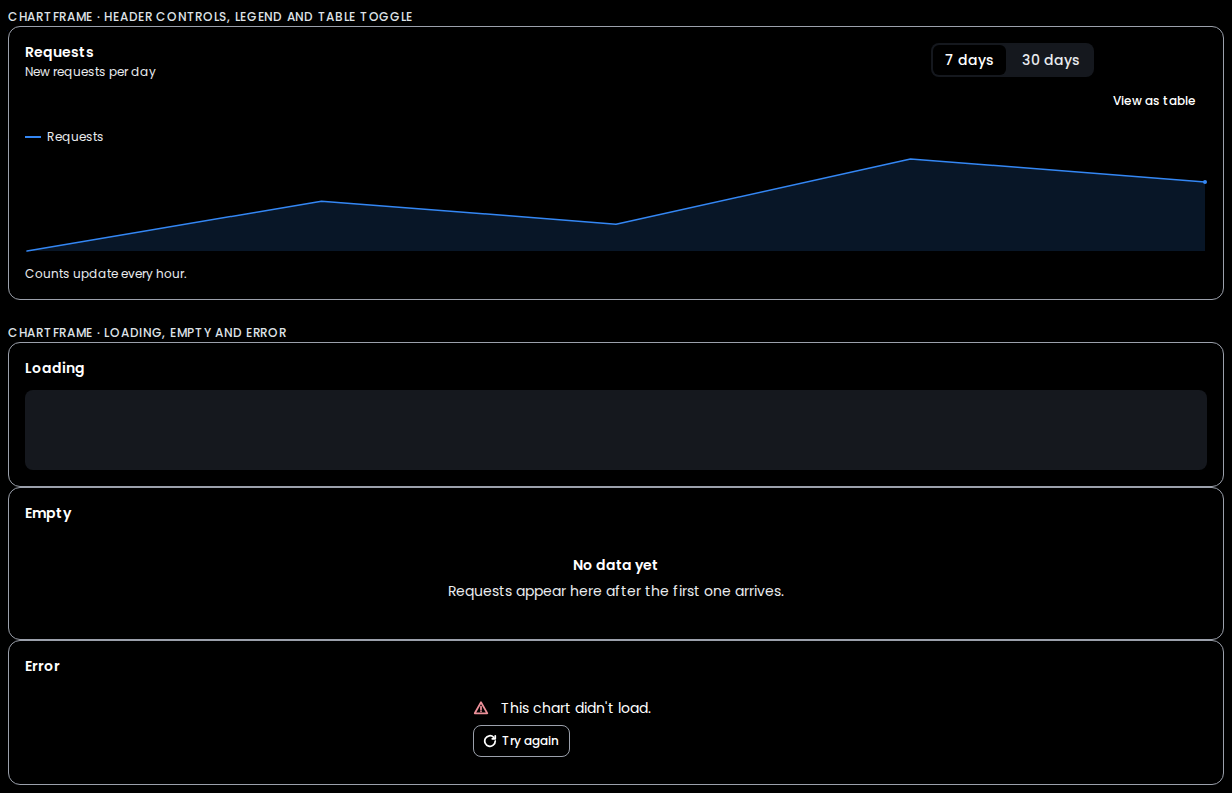 CHARTFRAME · HEADER CONTROLS, LEGEND AND TABLE TOGGLE
Requests
New requests per day
7 days
30 days
View as table
Requests
Counts update every hour.
CHARTFRAME · LOADING, EMPTY AND ERROR
Loading
Empty
No data yet
Requests appear here after the first one arrives.
Error
This chart didn't load.
Try again